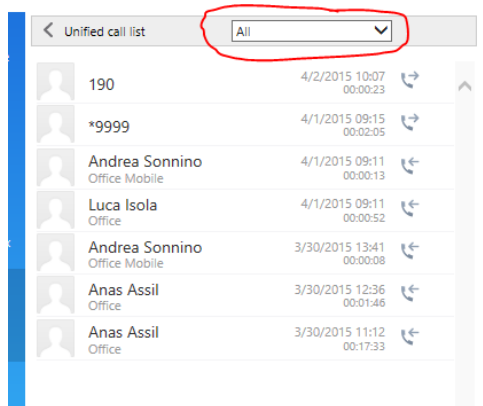 Unified call list
All
190
4/2/2015 10:07
00:00:23
*9999
4/1/2015 09:15
00:02:05
Andrea Sonnino
Office Mobile
4/1/2015 09:11
00:00:13
Luca Isola
Office
4/1/2015 09:11
00:00:52
Andrea Sonnino
Office Mobile
3/30/2015 13:41
00:00:08
Anas Assil
Office
3/30/2015 12:36
00:01:46
Anas Assil
Office
3/30/2015 11:12
00:17:33